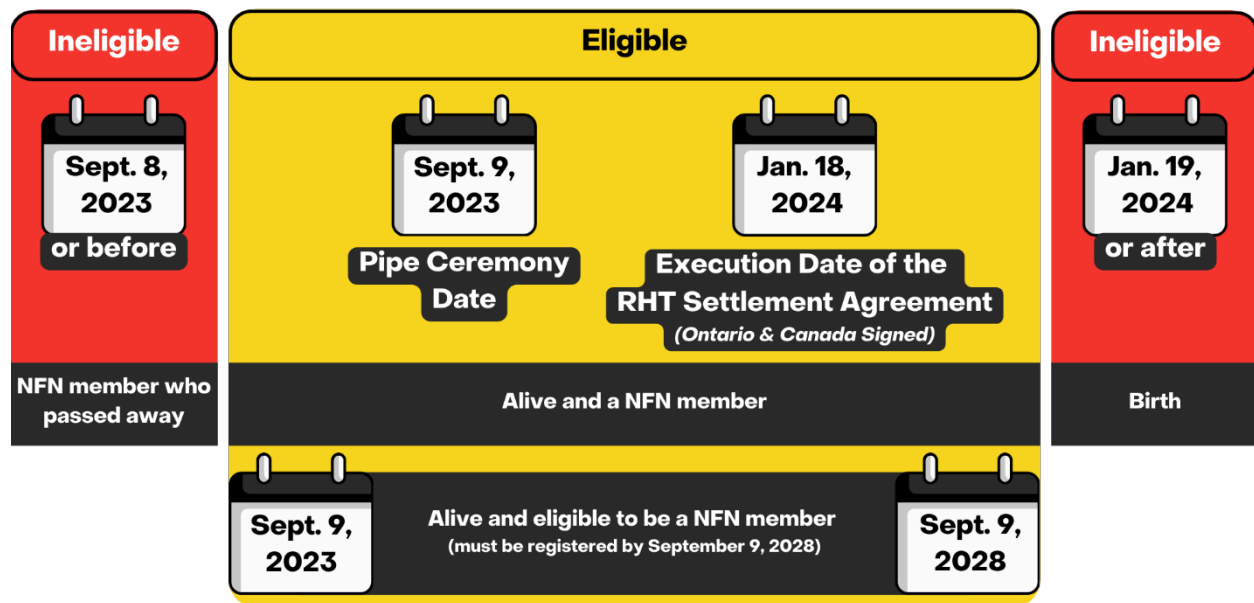 Ineligible
Sept. 8,
2023
or before
NFN member who
passed away
Eligible
Sept. 9,
2023
Pipe Ceremony
Date
Jan. 18,
2024
Execution Date of the
RHT Settlement Agreement
(Ontario & Canada Signed)
Alive and a NFN member
Ineligible
Jan. 19,
2024
or after
Birth
Sept. 9,
2023
Alive and eligible to be a NFN member
(must be registered by September 9, 2028)
Sept. 9,
2028